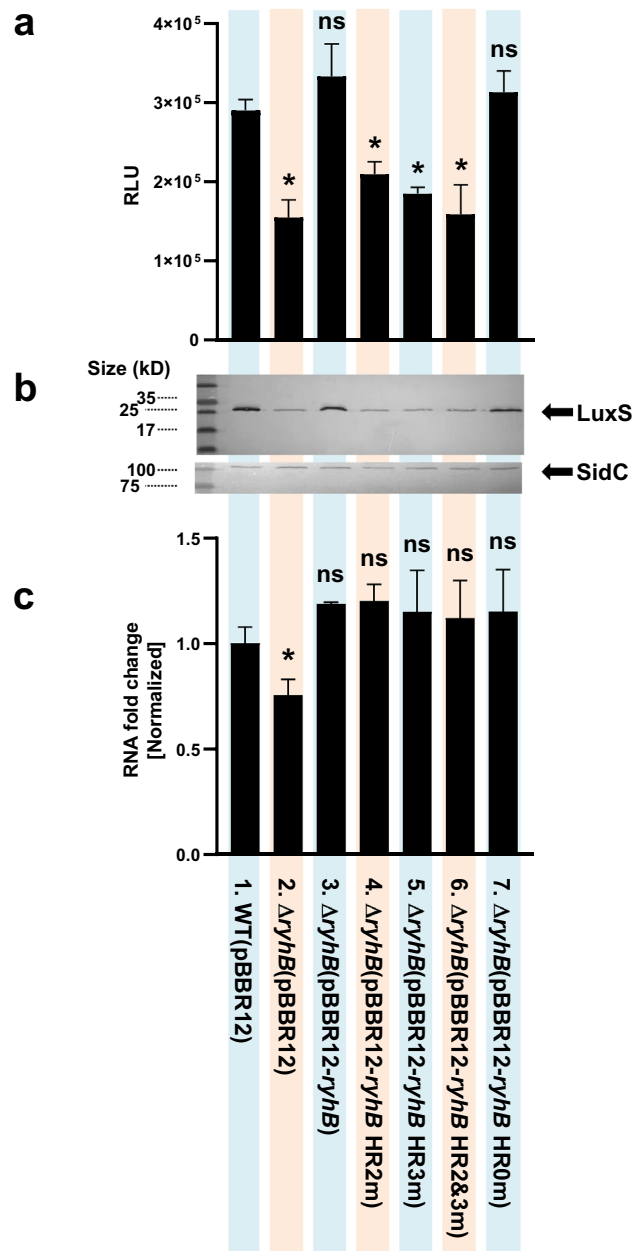 a
4×10⁵
3×10⁵
2×10⁵
1×10⁵
0
RLU
*
ns
*
*
*
ns
b
Size (kD)
35
25
17
100
75
LuxS
SidC
c
1.5
1.0
0.5
0.0
RNA fold change
[Normalized]
*
ns
ns
ns
ns
ns
1. WT(pBBR12)
2. ΔryhB(pBBR12)
3. ΔryhB(pBBR12-ryhB)
4. ΔryhB(pBBR12-ryhB HR2m)
5. ΔryhB(pBBR12-ryhB HR3m)
6. ΔryhB(pBBR12-ryhB HR2&3m)
7. ΔryhB(pBBR12-ryhB HR0m)